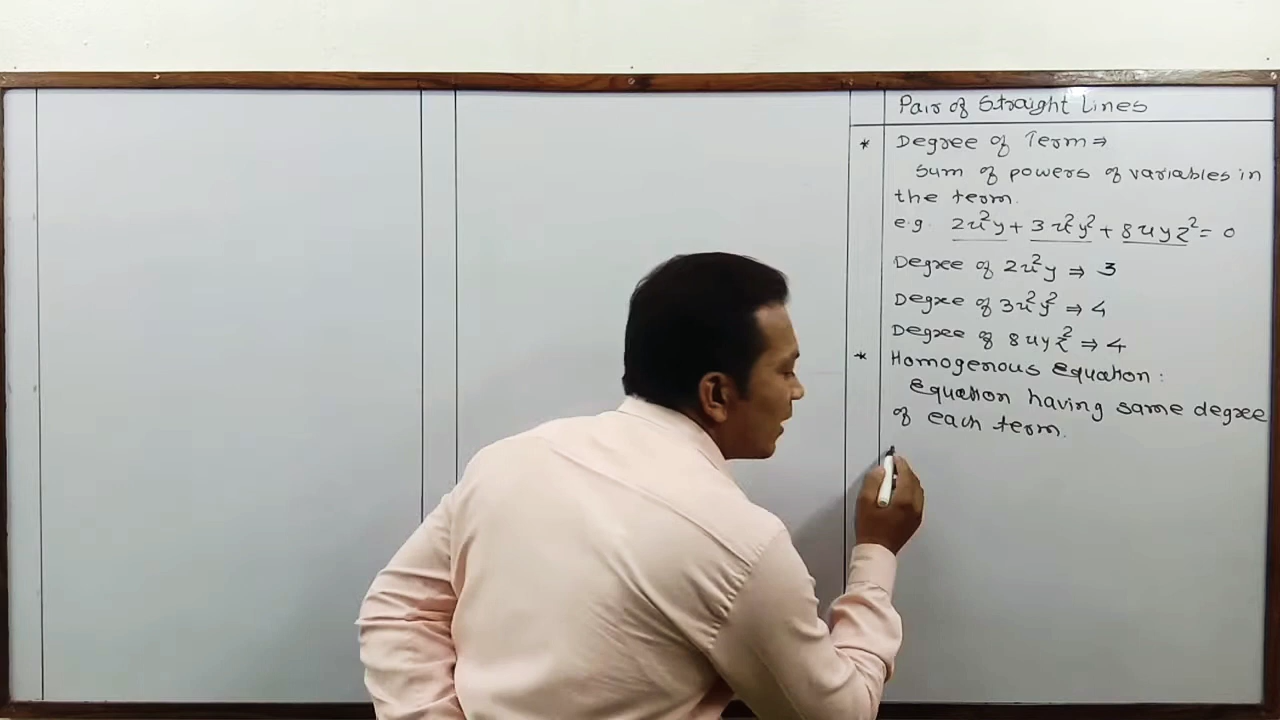 Pair of Straight Lines
* Degree of Term ⇒
Sum of powers of variables in
the term.
e.g. 2x²y + 3x²y² + 8xyz² = 0
Degree of 2x²y ⇒ 3
Degree of 3x²y² ⇒ 4
Degree of 8xyz² ⇒ 4
* Homogenous Equation :
Equation having same degree
of each term.